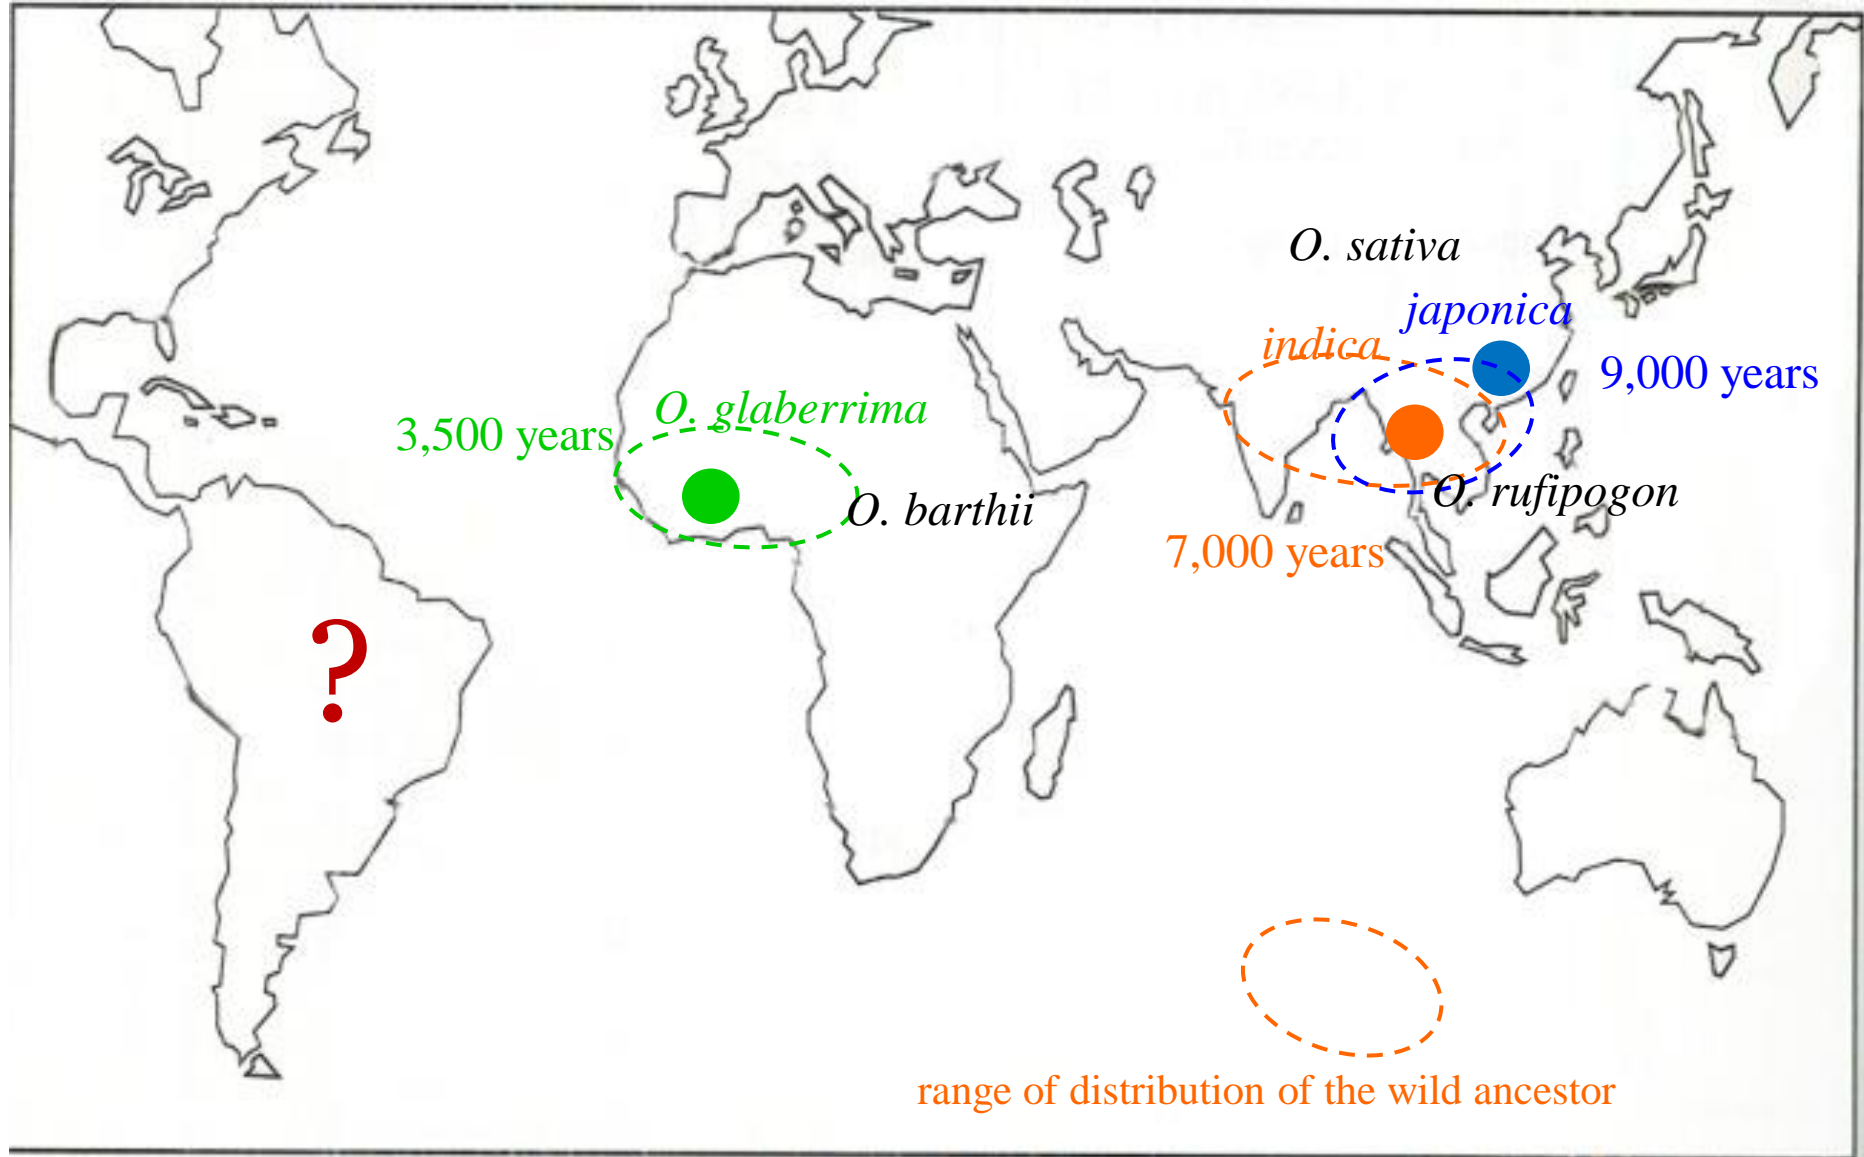 O. sativa
japonica
indica
9,000 years
O. glaberrima
3,500 years
O. rufipogon
O. barthii
7,000 years
?
range of distribution of the wild ancestor